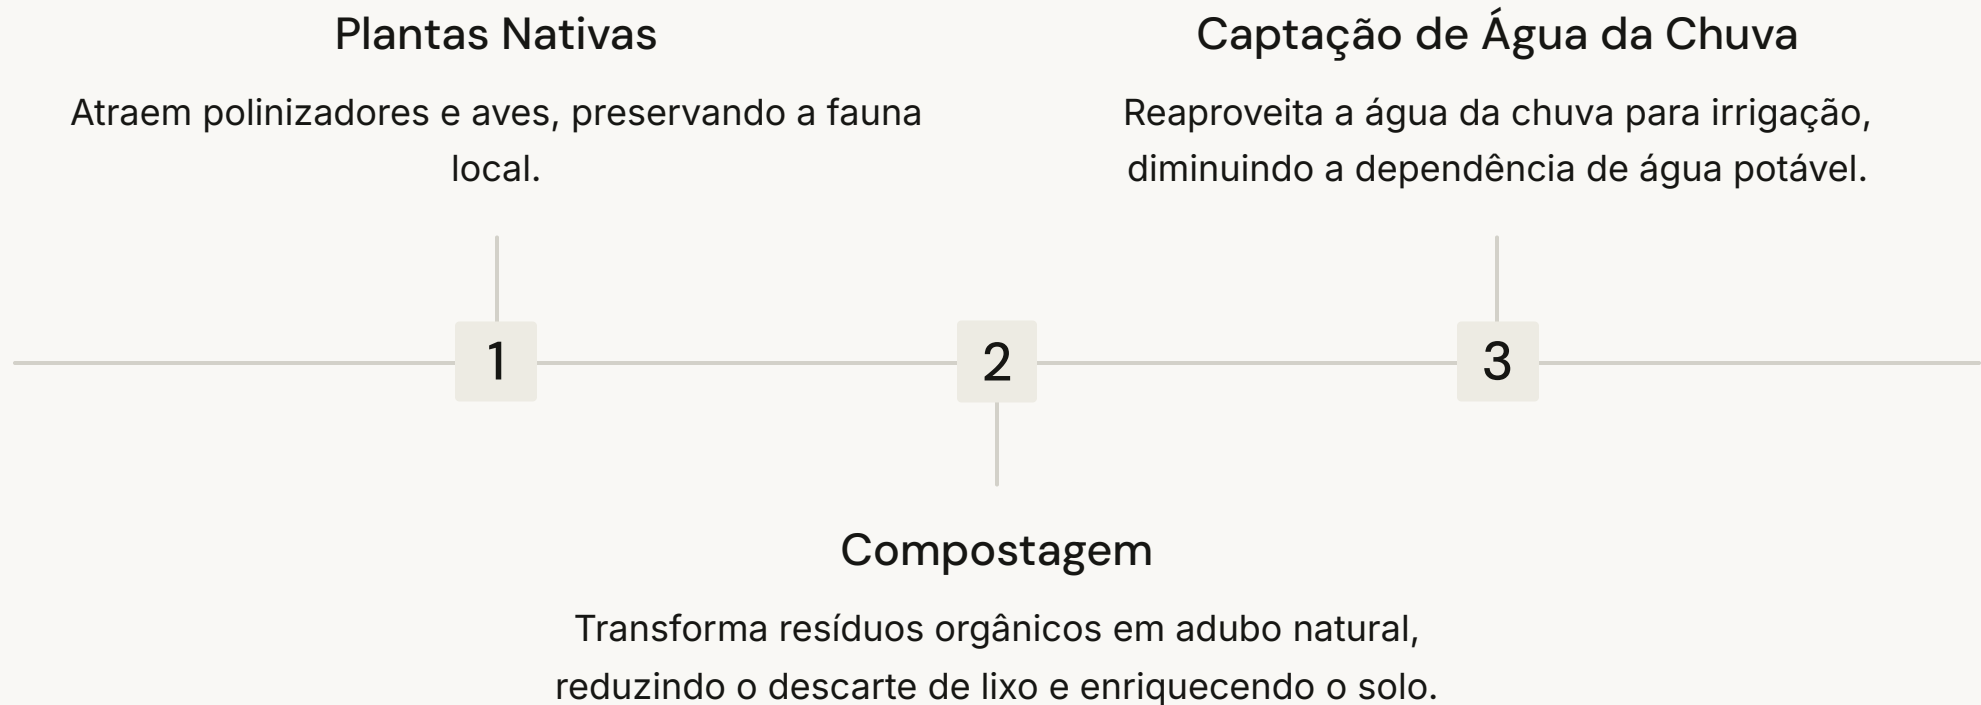 Plantas Nativas
Atraem polinizadores e aves, preservando a fauna
local.
Captação de Água da Chuva
Reaproveita a água da chuva para irrigação,
diminuindo a dependência de água potável.
1
2
3
Compostagem
Transforma resíduos orgânicos em adubo natural,
reduzindo o descarte de lixo e enriquecendo o solo.